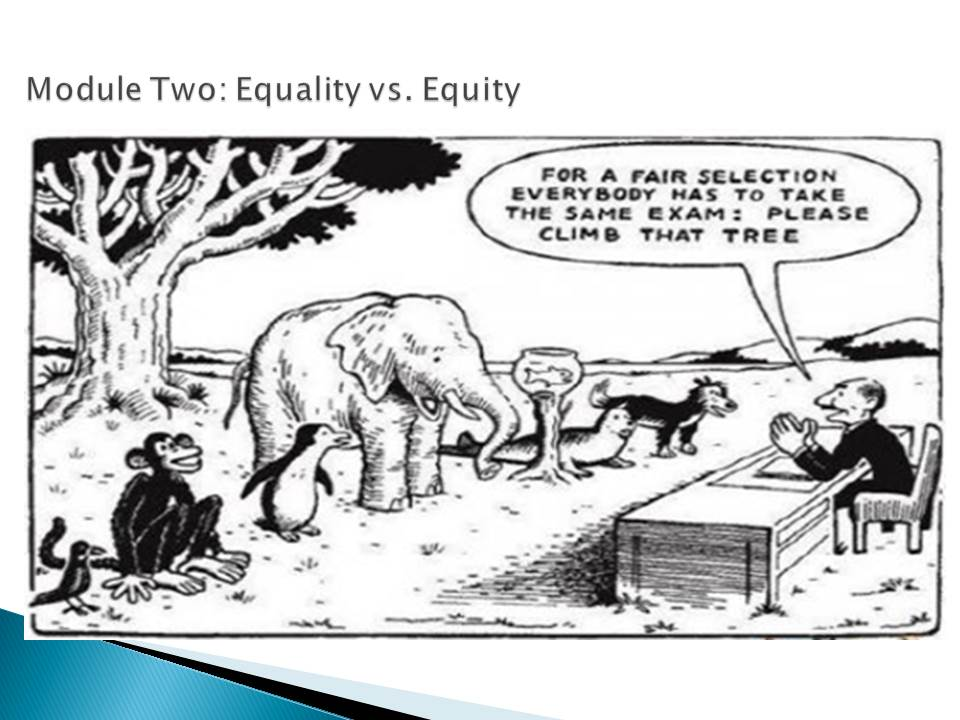 Module Two: Equality vs. Equity
FOR A FAIR SELECTION
EVERYBODY HAS TO TAKE
THE SAME EXAM: PLEASE
CLIMB THAT TREE